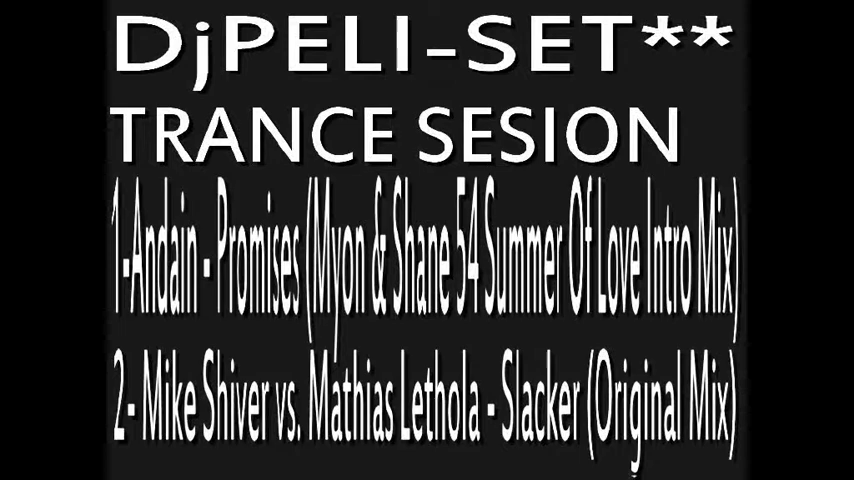 DjPELI-SET**
TRANCE SESION
1-Andain - Promises (Myon & Shane 54 Summer Of Love Intro Mix)
2- Mike Shiver vs. Mathias Lethola - Slacker (Original Mix)